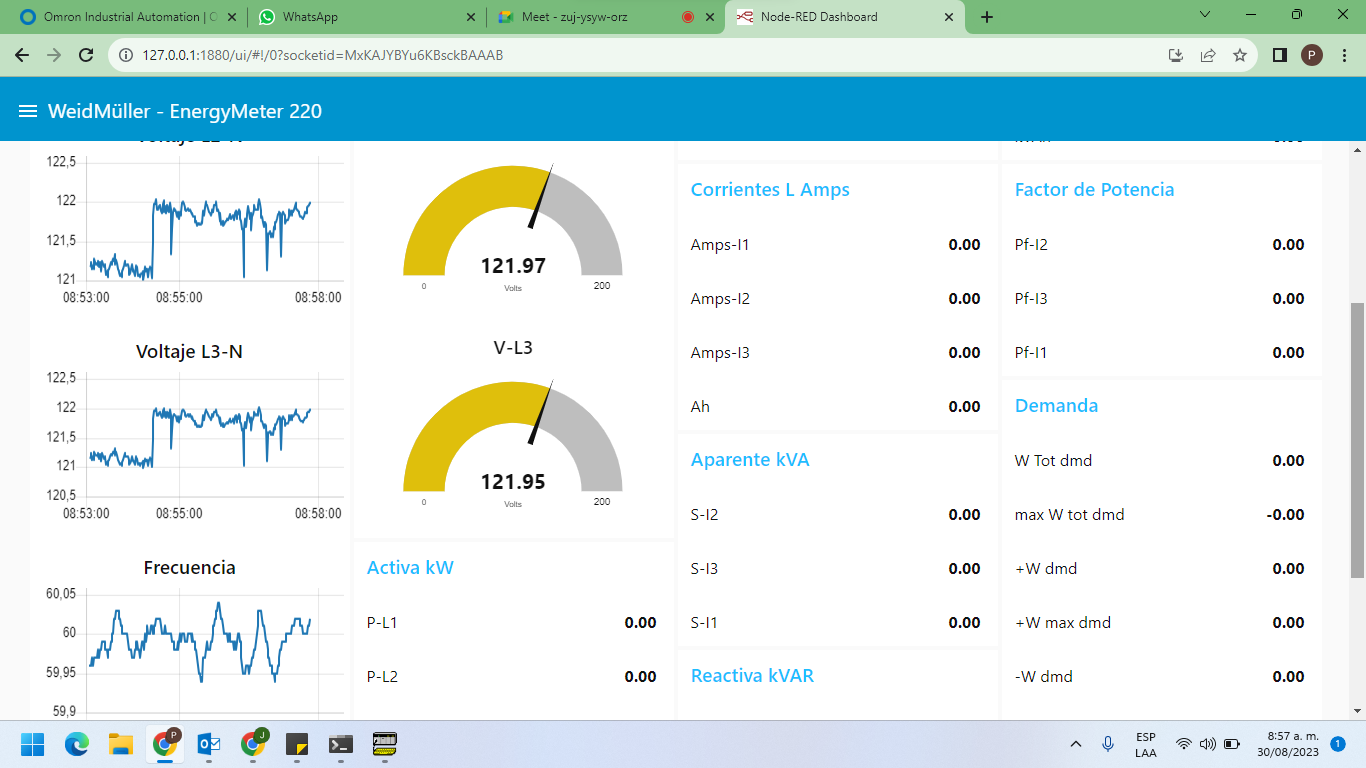 Omron Industrial Automation | O
WhatsApp
Meet - zuj-ysyw-orz
Node-RED Dashboard
127.0.0.1:1880/ui/#!/0?socketid=MxKAJYBYu6KBsckBAAAB
P
WeidMüller - EnergyMeter 220
122,5
122
121,5
121
08:53:00 08:55:00 08:58:00
Voltaje L3-N
122,5
122
121,5
121
120,5
08:53:00 08:55:00 08:58:00
Frecuencia
60,05
60
59,95
59,9
121.97
0 Volts 200
V-L3
121.95
0 Volts 200
Activa kW
P-L1 0.00
P-L2 0.00
Corrientes L Amps
Amps-I1 0.00
Amps-I2 0.00
Amps-I3 0.00
Ah 0.00
Aparente kVA
S-I2 0.00
S-I3 0.00
S-I1 0.00
Reactiva kVAR
Factor de Potencia
Pf-I2 0.00
Pf-I3 0.00
Pf-I1 0.00
Demanda
W Tot dmd 0.00
max W tot dmd -0.00
+W dmd 0.00
+W max dmd 0.00
-W dmd 0.00
P
J
ESP
LAA
8:57 a. m.
30/08/2023
1